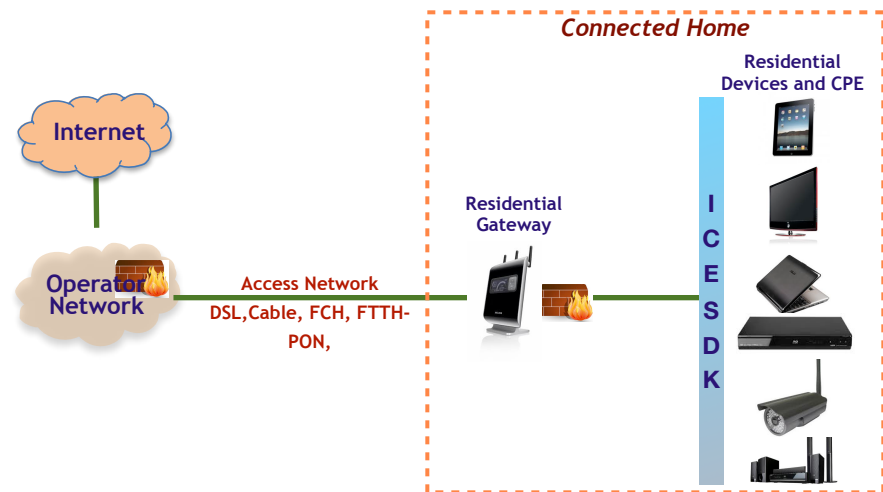 Connected Home
Residential
Devices and CPE
Internet
Residential
Gateway
I
C
E
S
D
K
Operator
Network
Access Network
DSL,Cable, FCH, FTTH-
PON,